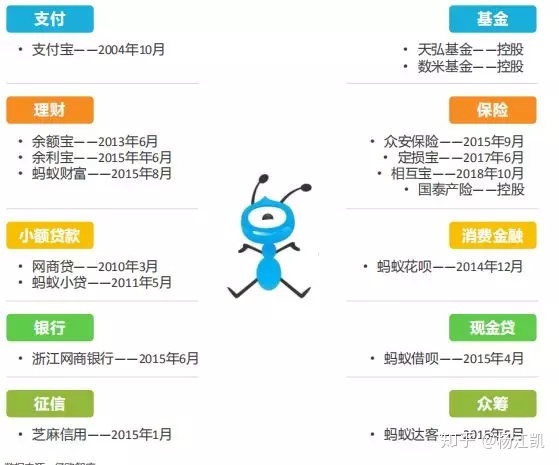 支付
• 支付宝——2004年10月
理财
• 余额宝——2013年6月
• 余利宝——2015年年6月
• 蚂蚁财富——2015年8月
小额贷款
• 网商贷——2010年3月
• 蚂蚁小贷——2011年5月
银行
• 浙江网商银行——2015年6月
征信
• 芝麻信用——2015年1月
基金
• 天弘基金——控股
• 数米基金——控股
保险
• 众安保险——2015年9月
• 定损宝——2017年6月
• 相互宝——2018年10月
• 国泰产险——控股
消费金融
• 蚂蚁花呗——2014年12月
现金贷
• 蚂蚁借呗——2015年4月
众筹
• 蚂蚁达客——2015年5月
知乎 @杨江凯